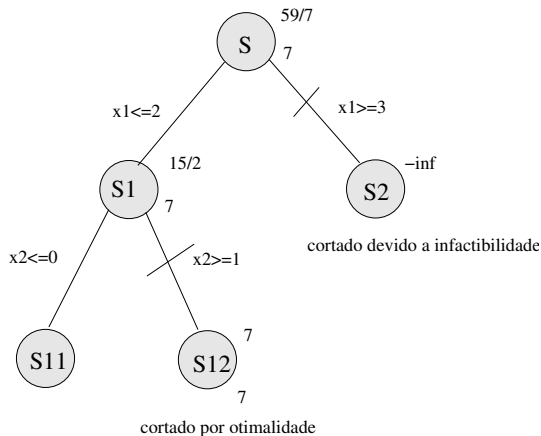 59/7
S
7
x1<=2
x1>=3
15/2
−inf
S1
S2
7
cortado devido a infactibilidade
x2<=0
x2>=1
7
S11
S12
7
cortado por otimalidade